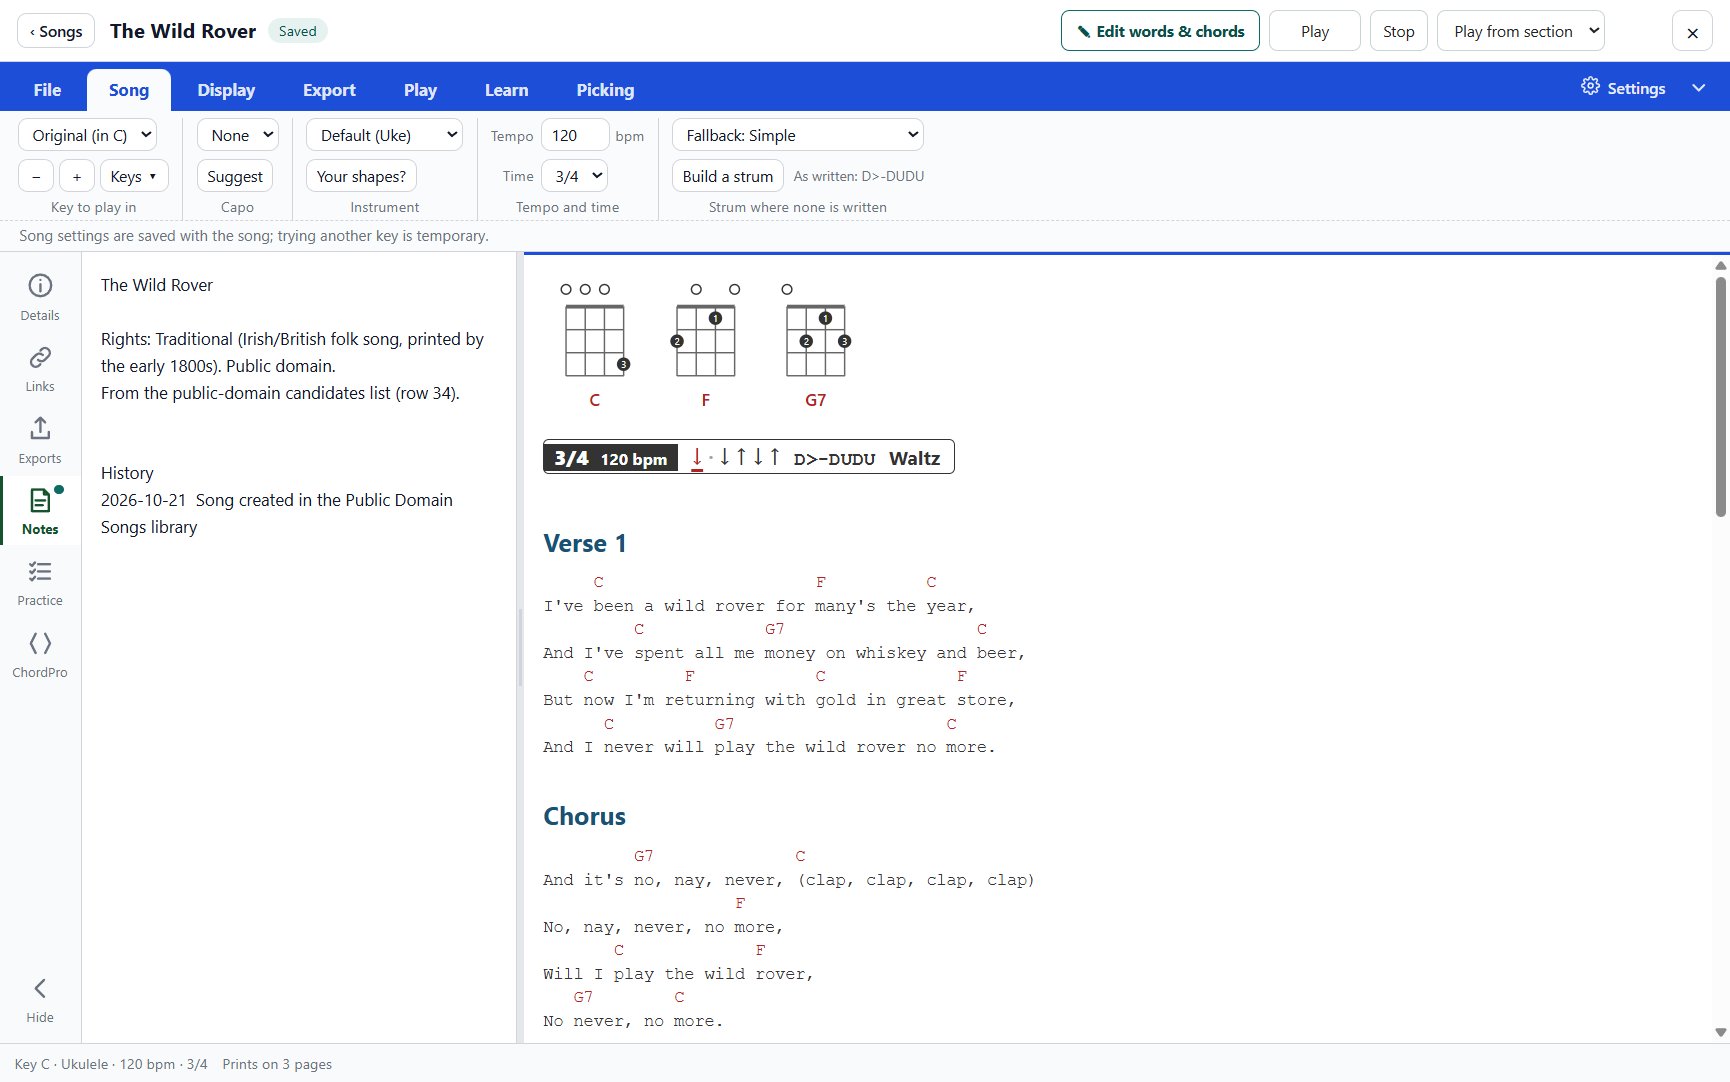 ‹ Songs The Wild Rover Saved Edit words & chords Play Stop Play from section ×
File Song Display Export Play Learn Picking Settings
Original (in C) None Default (Uke) Tempo 120 bpm Fallback: Simple
− + Keys ▾ Suggest Your shapes? Time 3/4 Build a strum As written: D>-DUDU
Key to play in Capo Instrument Tempo and time Strum where none is written
Song settings are saved with the song; trying another key is temporary.
Details
Links
Exports
Notes
Practice
ChordPro
Hide
The Wild Rover
Rights: Traditional (Irish/British folk song, printed by
the early 1800s). Public domain.
From the public-domain candidates list (row 34).
History
2026-10-21 Song created in the Public Domain
Songs library
3 1 2 1 2 3
C F G7
3/4 120 bpm ↓·↓↑↓↑ D>-DUDU Waltz
Verse 1
C F C
I've been a wild rover for many's the year,
C G7 C
And I've spent all me money on whiskey and beer,
C F C F
But now I'm returning with gold in great store,
C G7 C
And I never will play the wild rover no more.
Chorus
G7 C
And it's no, nay, never, (clap, clap, clap, clap)
F
No, nay, never, no more,
C F
Will I play the wild rover,
G7 C
No never, no more.
Key C · Ukulele · 120 bpm · 3/4 Prints on 3 pages